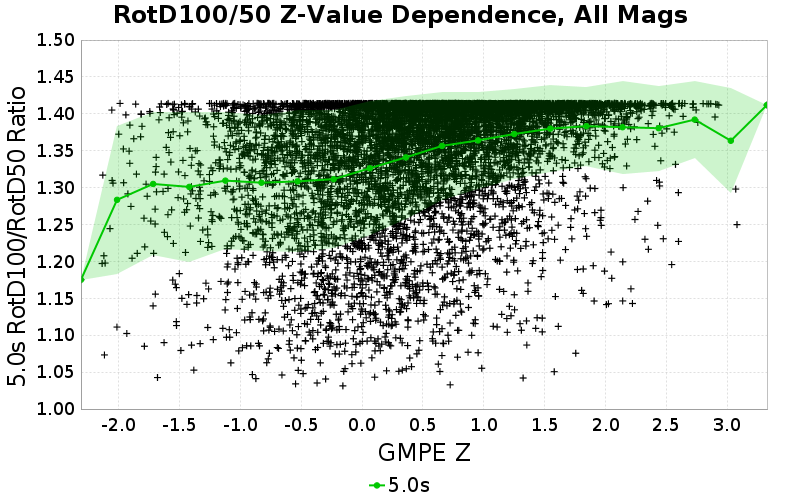 RotD100/50 Z-Value Dependence, All Mags
5.0s RotD100/RotD50 Ratio
1.50
1.45
1.40
1.35
1.30
1.25
1.20
1.15
1.10
1.05
1.00
-2.0 -1.5 -1.0 -0.5 0.0 0.5 1.0 1.5 2.0 2.5 3.0
GMPE Z
5.0s